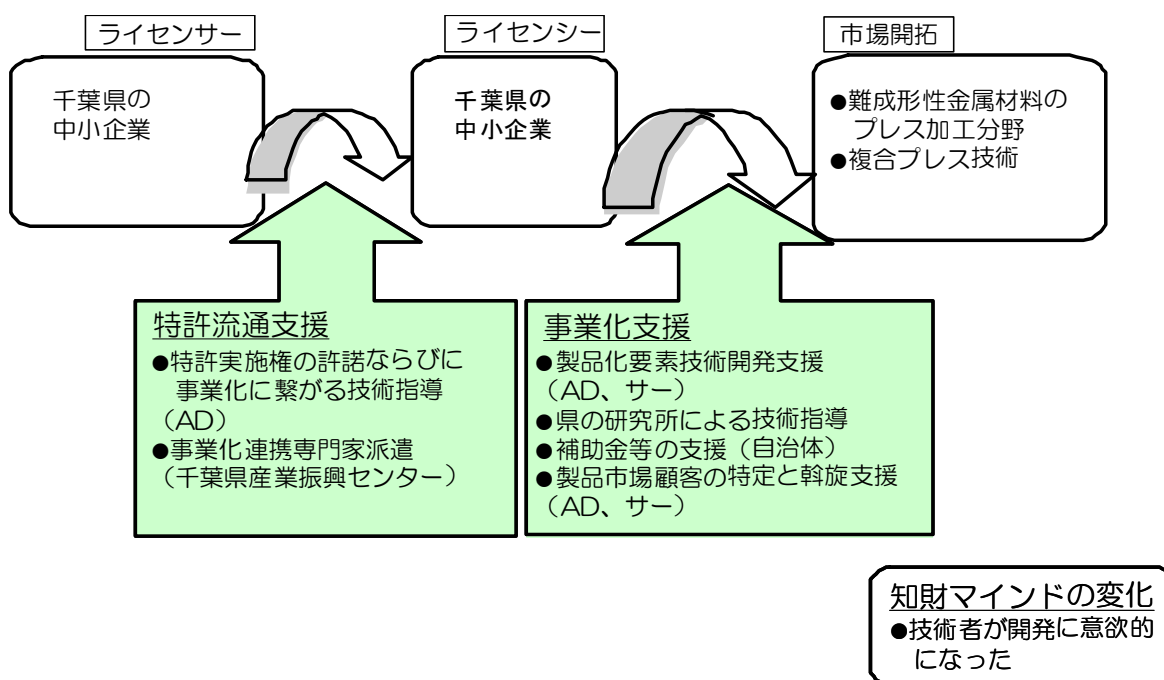 ライセンサー
千葉県の
中小企業
ライセンシー
千葉県の
中小企業
市場開拓
●難成形性金属材料の
プレス加工分野
●複合プレス技術
特許流通支援
●特許実施権の許諾ならびに
事業化に繋がる技術指導
（AD）
●事業化連携専門家派遣
（千葉県産業振興センター）
事業化支援
●製品化要素技術開発支援
（AD、サー）
●県の研究所による技術指導
●補助金等の支援（自治体）
●製品市場顧客の特定と斡旋支援
（AD、サー）
知財マインドの変化
●技術者が開発に意欲的
になった